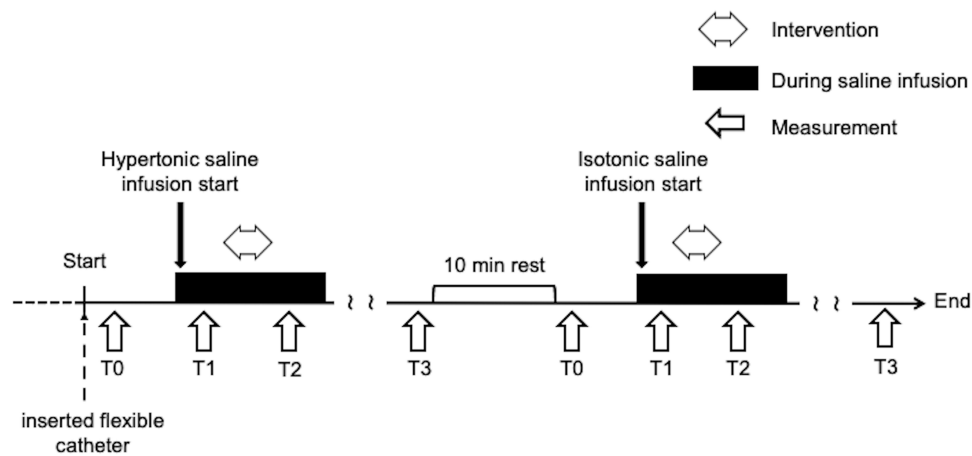 Intervention
During saline infusion
Measurement
Hypertonic saline
infusion start
Isotonic saline
infusion start
Start
10 min rest
End
T0
T1
T2
T3
T0
T1
T2
T3
inserted flexible
catheter